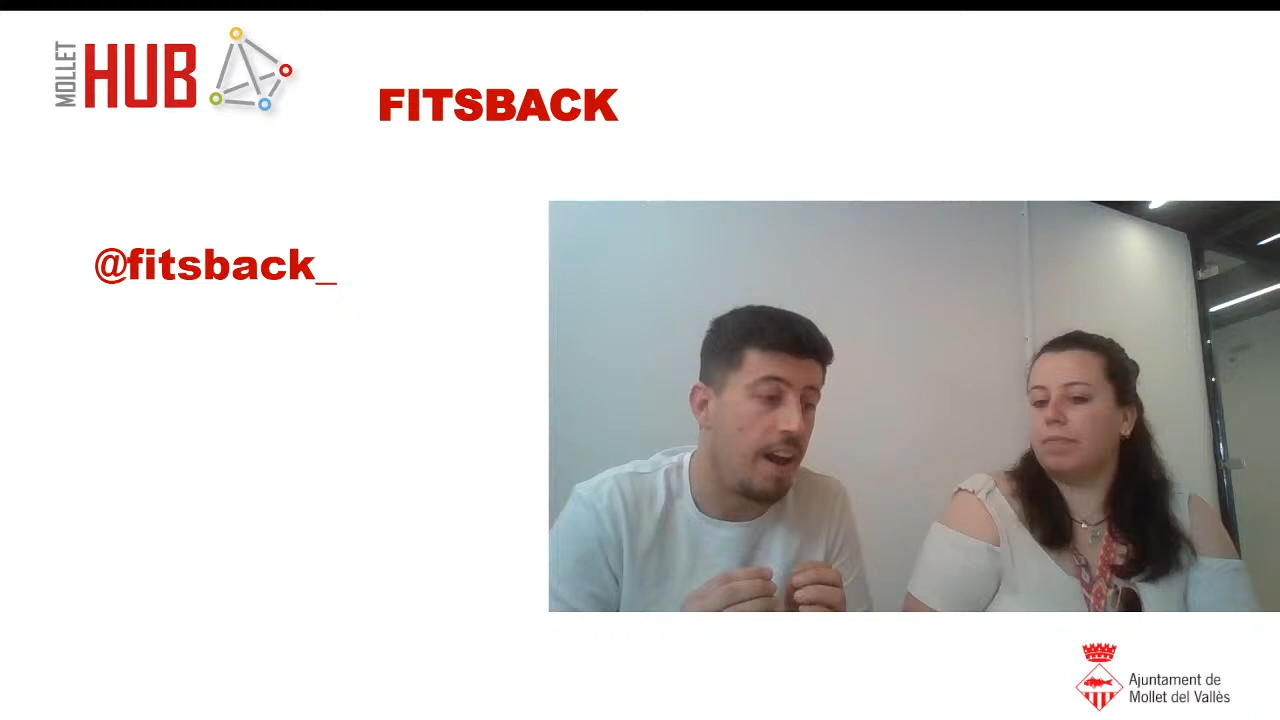 MOLLET
HUB
FITSBACK
@fitsback_
Ajuntament de
Mollet del Vallès